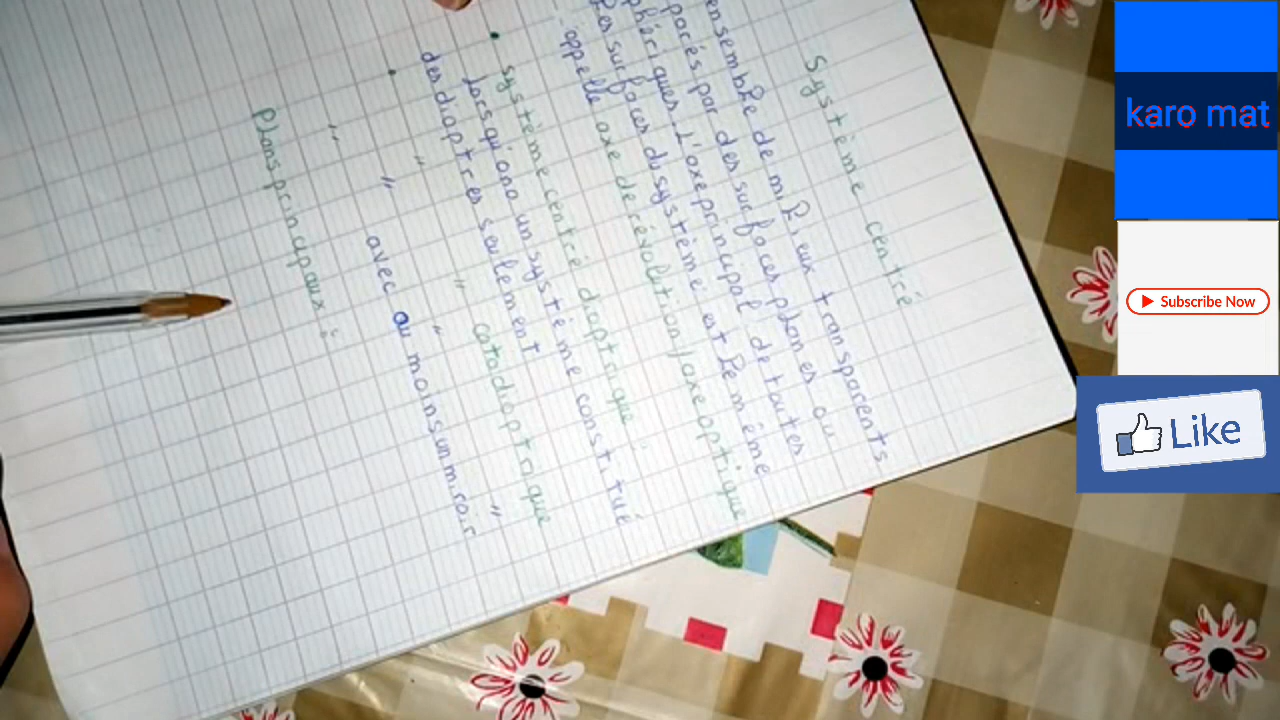 Système centré
ensemble de milieux transparents
parés par des surfaces planes ou
phériques. L'axe principal de toutes
les surfaces du système est le même
appelle axe de révolution / axe optique
• système centré dioptrique :
lorsqu'on a un système constitué
des dioptres seulement
• " " catadioptrique
" " avec au moins un miroir "
Plans principaux :
karo mat
Subscribe Now
Like